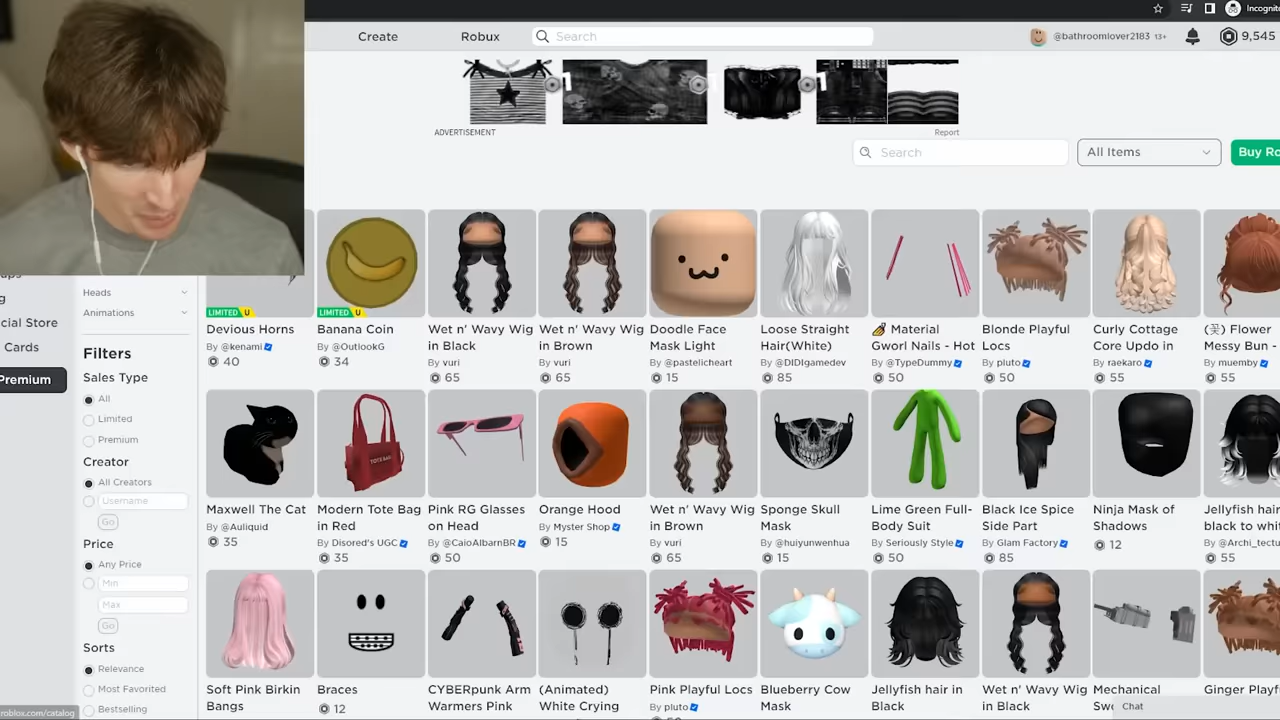 Incognito
Create
Robux
Search
@bathroomlover2183 13+
9,545
ADVERTISEMENT
Report
Search
All Items
Buy Ro
cial Store
Cards
Premium
Heads
Animations
Filters
Sales Type
All
Limited
Premium
Creator
All Creators
Username
Go
Price
Any Price
Min
Max
Go
Sorts
Relevance
Most Favorited
Bestselling
LIMITED U
Devious Horns
By @kenami
40
LIMITED U
Banana Coin
By @OutlookG
34
Wet n' Wavy Wig
in Black
By vuri
65
Wet n' Wavy Wig
in Brown
By vuri
65
Doodle Face
Mask Light
By @pastelicheart
15
Loose Straight
Hair(White)
By @DIDIgamedev
85
Material
Gworl Nails - Hot
By @TypeDummy
50
Blonde Playful
Locs
By pluto
50
Curly Cottage
Core Updo in
By raekaro
55
(꽃) Flower
Messy Bun -
By muemby
55
Maxwell The Cat
By @Auliquid
35
TOTE BAG
Modern Tote Bag
in Red
By Disored's UGC
35
Pink RG Glasses
on Head
By @CaioAlbarnBR
50
Orange Hood
By Myster Shop
15
Wet n' Wavy Wig
in Brown
By vuri
65
Sponge Skull
Mask
By @huiyunwenhua
15
Lime Green Full-
Body Suit
By Seriously Style
50
Black Ice Spice
Side Part
By Glam Factory
85
Ninja Mask of
Shadows
12
Jellyfish hair
black to whit
By @Archi_tectu
55
Soft Pink Birkin
Bangs
Braces
12
CYBERpunk Arm
Warmers Pink
(Animated)
White Crying
Pink Playful Locs
By pluto
Blueberry Cow
Mask
Jellyfish hair in
Black
Wet n' Wavy Wig
in Black
Mechanical
Ginger Playf
Chat
roblox.com/catalog